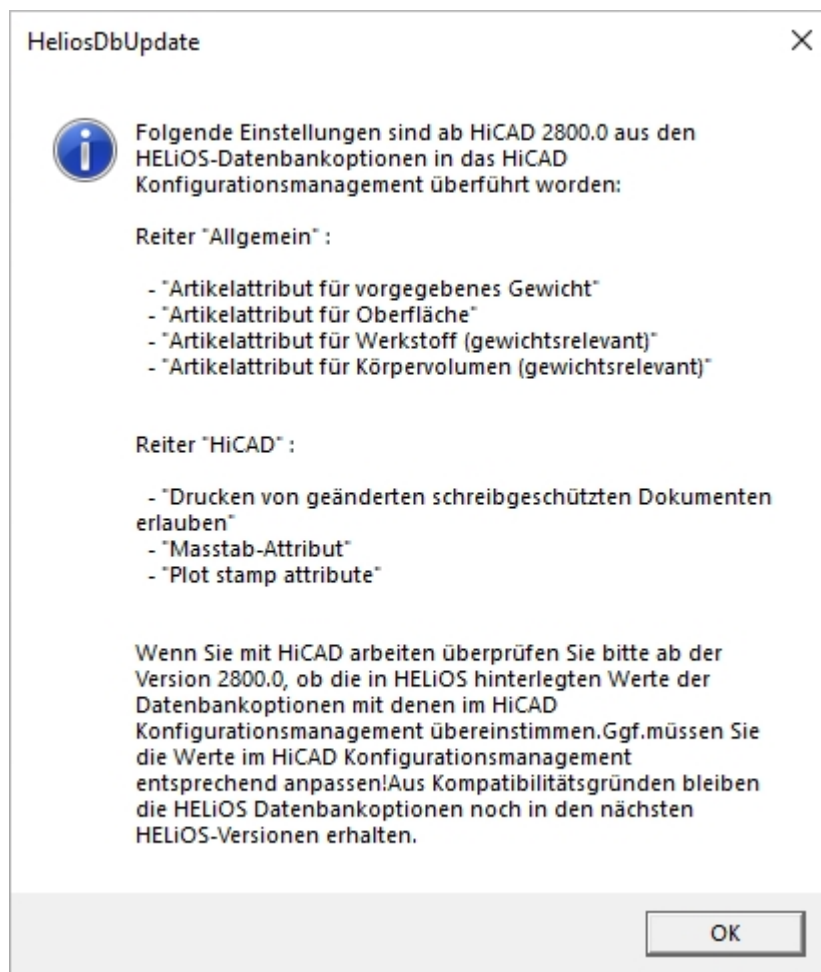 HeliosDbUpdate
Folgende Einstellungen sind ab HiCAD 2800.0 aus den
HELiOS-Datenbankoptionen in das HiCAD
Konfigurationsmanagement überführt worden:
Reiter "Allgemein" :
- "Artikelattribut für vorgegebenes Gewicht"
- "Artikelattribut für Oberfläche"
- "Artikelattribut für Werkstoff (gewichtsrelevant)"
- "Artikelattribut für Körpervolumen (gewichtsrelevant)"
Reiter "HiCAD" :
- "Drucken von geänderten schreibgeschützten Dokumenten
erlauben"
- "Masstab-Attribut"
- "Plot stamp attribute"
Wenn Sie mit HiCAD arbeiten überprüfen Sie bitte ab der
Version 2800.0, ob die in HELiOS hinterlegten Werte der
Datenbankoptionen mit denen im HiCAD
Konfigurationsmanagement übereinstimmen.Ggf.müssen Sie
die Werte im HiCAD Konfigurationsmanagement
entsprechend anpassen!Aus Kompatibilitätsgründen bleiben
die HELiOS Datenbankoptionen noch in den nächsten
HELiOS-Versionen erhalten.
OK